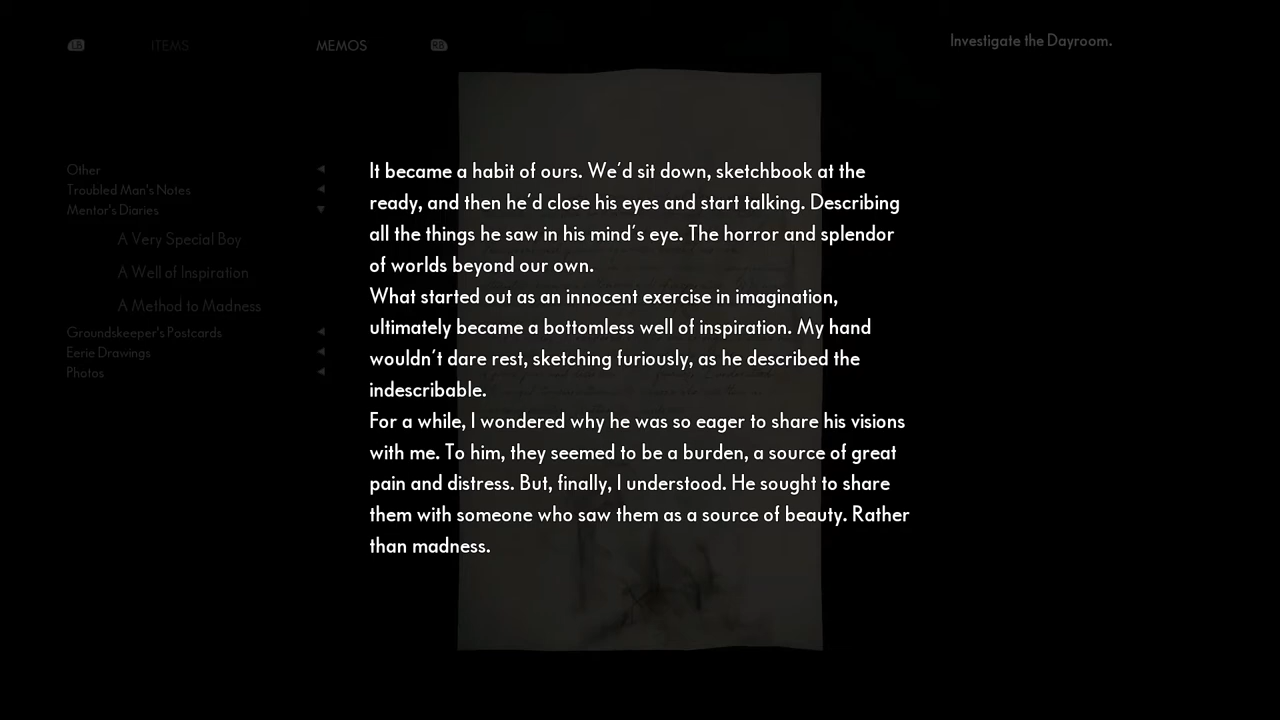 LB ITEMS MEMOS RB
Investigate the Dayroom.
Other
Troubled Man's Notes
Mentor's Diaries
A Very Special Boy
A Well of Inspiration
A Method to Madness
Groundskeeper's Postcards
Eerie Drawings
Photos
It became a habit of ours. We'd sit down, sketchbook at the
ready, and then he'd close his eyes and start talking. Describing
all the things he saw in his mind's eye. The horror and splendor
of worlds beyond our own.
What started out as an innocent exercise in imagination,
ultimately became a bottomless well of inspiration. My hand
wouldn't dare rest, sketching furiously, as he described the
indescribable.
For a while, I wondered why he was so eager to share his visions
with me. To him, they seemed to be a burden, a source of great
pain and distress. But, finally, I understood. He sought to share
them with someone who saw them as a source of beauty. Rather
than madness.